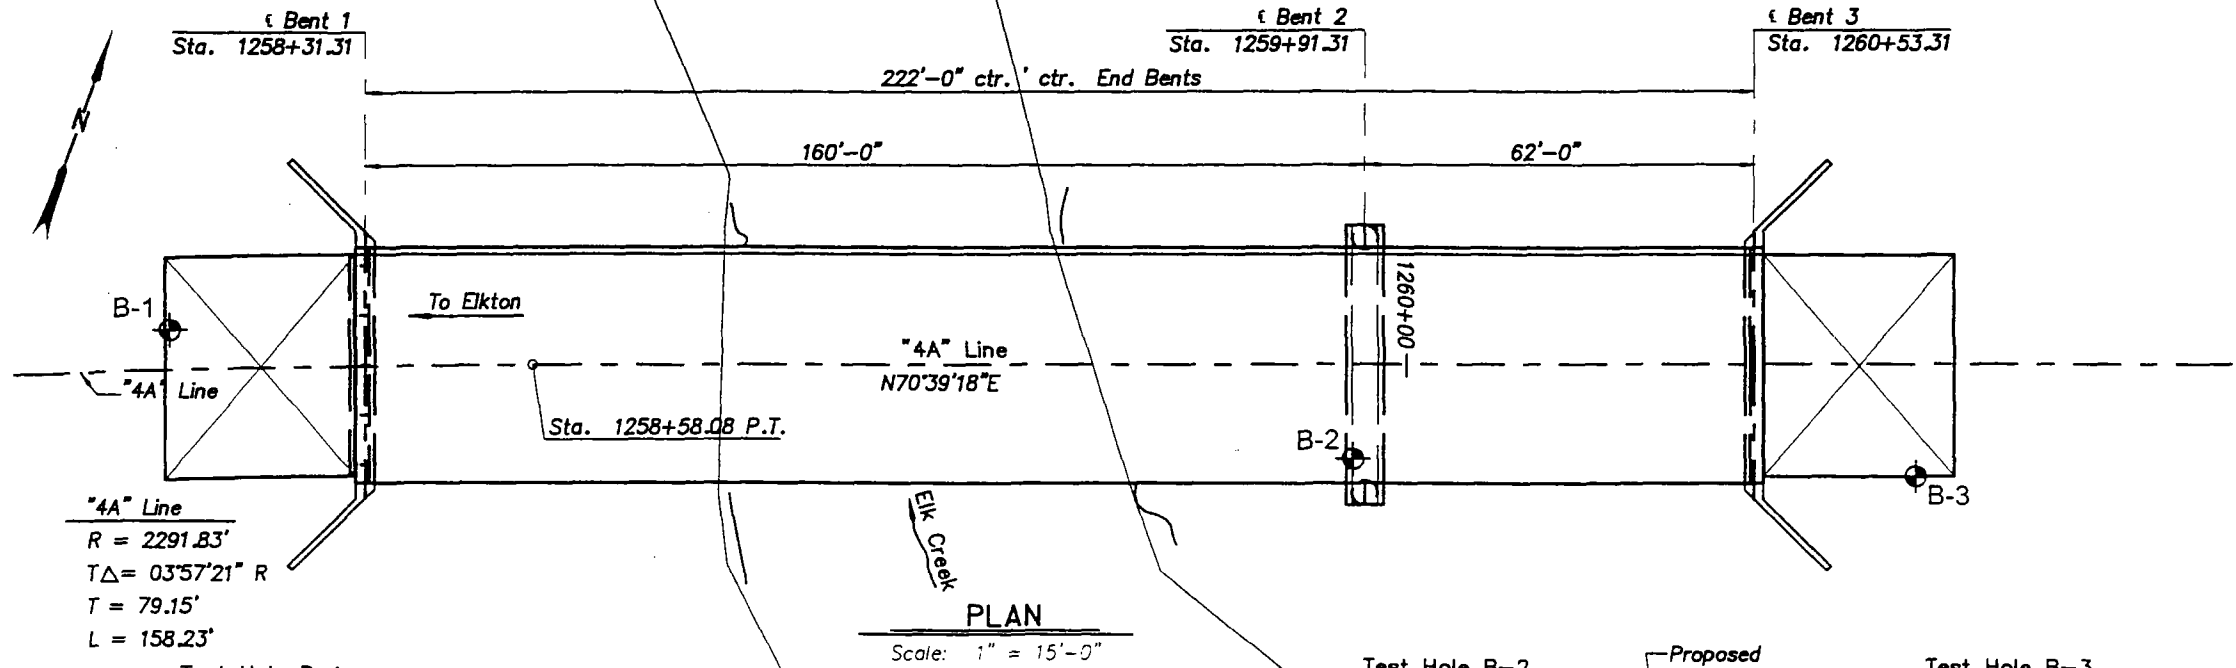 ℄ Bent 1
Sta. 1258+31.31
℄ Bent 2
Sta. 1259+91.31
℄ Bent 3
Sta. 1260+53.31
222'-0" ctr. ' ctr. End Bents
N
160'-0"
62'-0"
B-1
To Elkton
1260+00
"4A" Line
N70°39'18"E
"4A" Line
Sta. 1258+58.08 P.T.
B-2
B-3
Elk Creek
"4A" Line
R = 2291.83'
TΔ= 03°57'21" R
T = 79.15'
L = 158.23'
PLAN
Scale: 1" = 15'-0"
Test Hole B-2
Proposed
Test Hole B-3